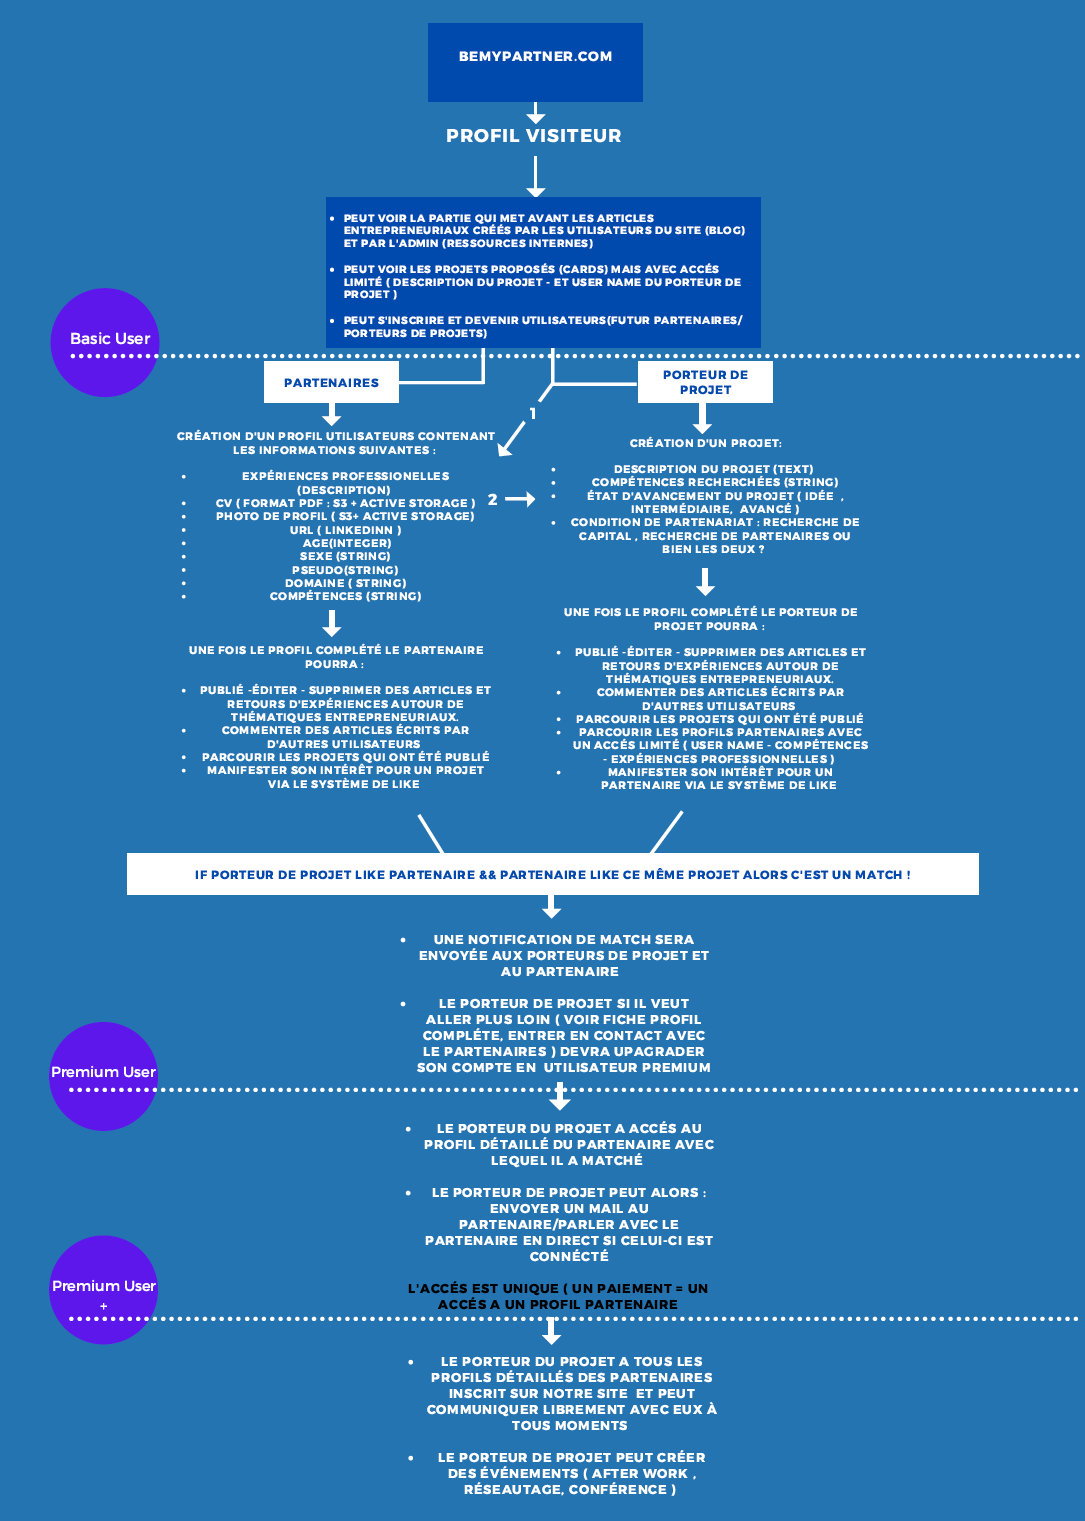 BEMYPARTNER.COM
PROFIL VISITEUR
• PEUT VOIR LA PARTIE QUI MET AVANT LES ARTICLES
ENTREPRENEURIAUX CRÉÉS PAR LES UTILISATEURS DU SITE (BLOG)
ET PAR L'ADMIN (RESSOURCES INTERNES)
• PEUT VOIR LES PROJETS PROPOSÉS (CARDS) MAIS AVEC ACCÉS
LIMITÉ ( DESCRIPTION DU PROJET - ET USER NAME DU PORTEUR DE
PROJET )
• PEUT S'INSCRIRE ET DEVENIR UTILISATEURS(FUTUR PARTENAIRES/
PORTEURS DE PROJETS)
Basic User
PARTENAIRES
CRÉATION D'UN PROFIL UTILISATEURS CONTENANT
LES INFORMATIONS SUIVANTES :
• EXPÉRIENCES PROFESSIONELLES
(DESCRIPTION)
• CV ( FORMAT PDF : S3 + ACTIVE STORAGE )
• PHOTO DE PROFIL ( S3+ ACTIVE STORAGE)
• URL ( LINKEDINN )
• AGE(INTEGER)
• SEXE (STRING)
• PSEUDO(STRING)
• DOMAINE ( STRING)
• COMPÉTENCES (STRING)
UNE FOIS LE PROFIL COMPLÉTÉ LE PARTENAIRE
POURRA :
• PUBLIÉ -ÉDITER - SUPPRIMER DES ARTICLES ET
RETOURS D'EXPÉRIENCES AUTOUR DE
THÉMATIQUES ENTREPRENEURIAUX.
• COMMENTER DES ARTICLES ÉCRITS PAR
D'AUTRES UTILISATEURS
• PARCOURIR LES PROJETS QUI ONT ÉTÉ PUBLIÉ
• MANIFESTER SON INTÉRÊT POUR UN PROJET
VIA LE SYSTÈME DE LIKE
1
2
PORTEUR DE
PROJET
CRÉATION D'UN PROJET:
• DESCRIPTION DU PROJET (TEXT)
• COMPÉTENCES RECHERCHÉES (STRING)
• ÉTAT D'AVANCEMENT DU PROJET ( IDÉE ,
INTERMÉDIAIRE, AVANCÉ )
• CONDITION DE PARTENARIAT : RECHERCHE DE
CAPITAL , RECHERCHE DE PARTENAIRES OU
BIEN LES DEUX ?
UNE FOIS LE PROFIL COMPLÉTÉ LE PORTEUR DE
PROJET POURRA :
• PUBLIÉ -ÉDITER - SUPPRIMER DES ARTICLES ET
RETOURS D'EXPÉRIENCES AUTOUR DE
THÉMATIQUES ENTREPRENEURIAUX.
• COMMENTER DES ARTICLES ÉCRITS PAR
D'AUTRES UTILISATEURS
• PARCOURIR LES PROJETS QUI ONT ÉTÉ PUBLIÉ
• PARCOURIR LES PROFILS PARTENAIRES AVEC
UN ACCÉS LIMITÉ ( USER NAME - COMPÉTENCES
- EXPÉRIENCES PROFESSIONNELLES )
• MANIFESTER SON INTÉRÊT POUR UN
PARTENAIRE VIA LE SYSTÈME DE LIKE
IF PORTEUR DE PROJET LIKE PARTENAIRE && PARTENAIRE LIKE CE MÊME PROJET ALORS C'EST UN MATCH !
• UNE NOTIFICATION DE MATCH SERA
ENVOYÉE AUX PORTEURS DE PROJET ET
AU PARTENAIRE
• LE PORTEUR DE PROJET SI IL VEUT
ALLER PLUS LOIN ( VOIR FICHE PROFIL
COMPLÉTE, ENTRER EN CONTACT AVEC
LE PARTENAIRES ) DEVRA UPAGRADER
SON COMPTE EN UTILISATEUR PREMIUM
Premium User
• LE PORTEUR DU PROJET A ACCÉS AU
PROFIL DÉTAILLÉ DU PARTENAIRE AVEC
LEQUEL IL A MATCHÉ
• LE PORTEUR DE PROJET PEUT ALORS :
ENVOYER UN MAIL AU
PARTENAIRE/PARLER AVEC LE
PARTENAIRE EN DIRECT SI CELUI-CI EST
CONNÉCTÉ
L'ACCÉS EST UNIQUE ( UN PAIEMENT = UN
ACCÉS A UN PROFIL PARTENAIRE
Premium User
+
• LE PORTEUR DU PROJET A TOUS LES
PROFILS DÉTAILLÉS DES PARTENAIRES
INSCRIT SUR NOTRE SITE ET PEUT
COMMUNIQUER LIBREMENT AVEC EUX À
TOUS MOMENTS
• LE PORTEUR DE PROJET PEUT CRÉER
DES ÉVÉNEMENTS ( AFTER WORK ,
RÉSEAUTAGE, CONFÉRENCE )